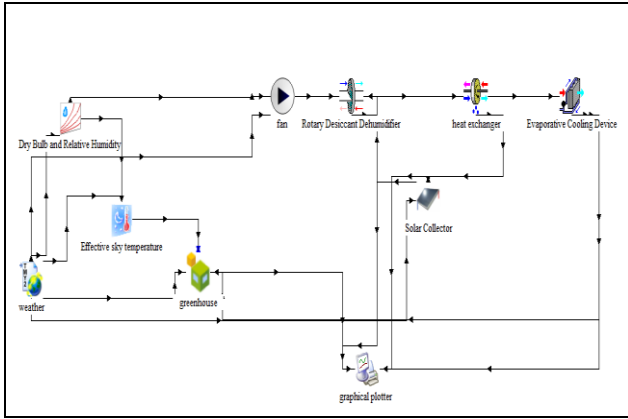 fan
Rotary Desiccant Dehumidifier
heat exchanger
Evaporative Cooling Device
Dry Bulb and Relative Humidity
Solar Collector
Effective sky temperature
TMY2
weather
greenhouse
graphical plotter